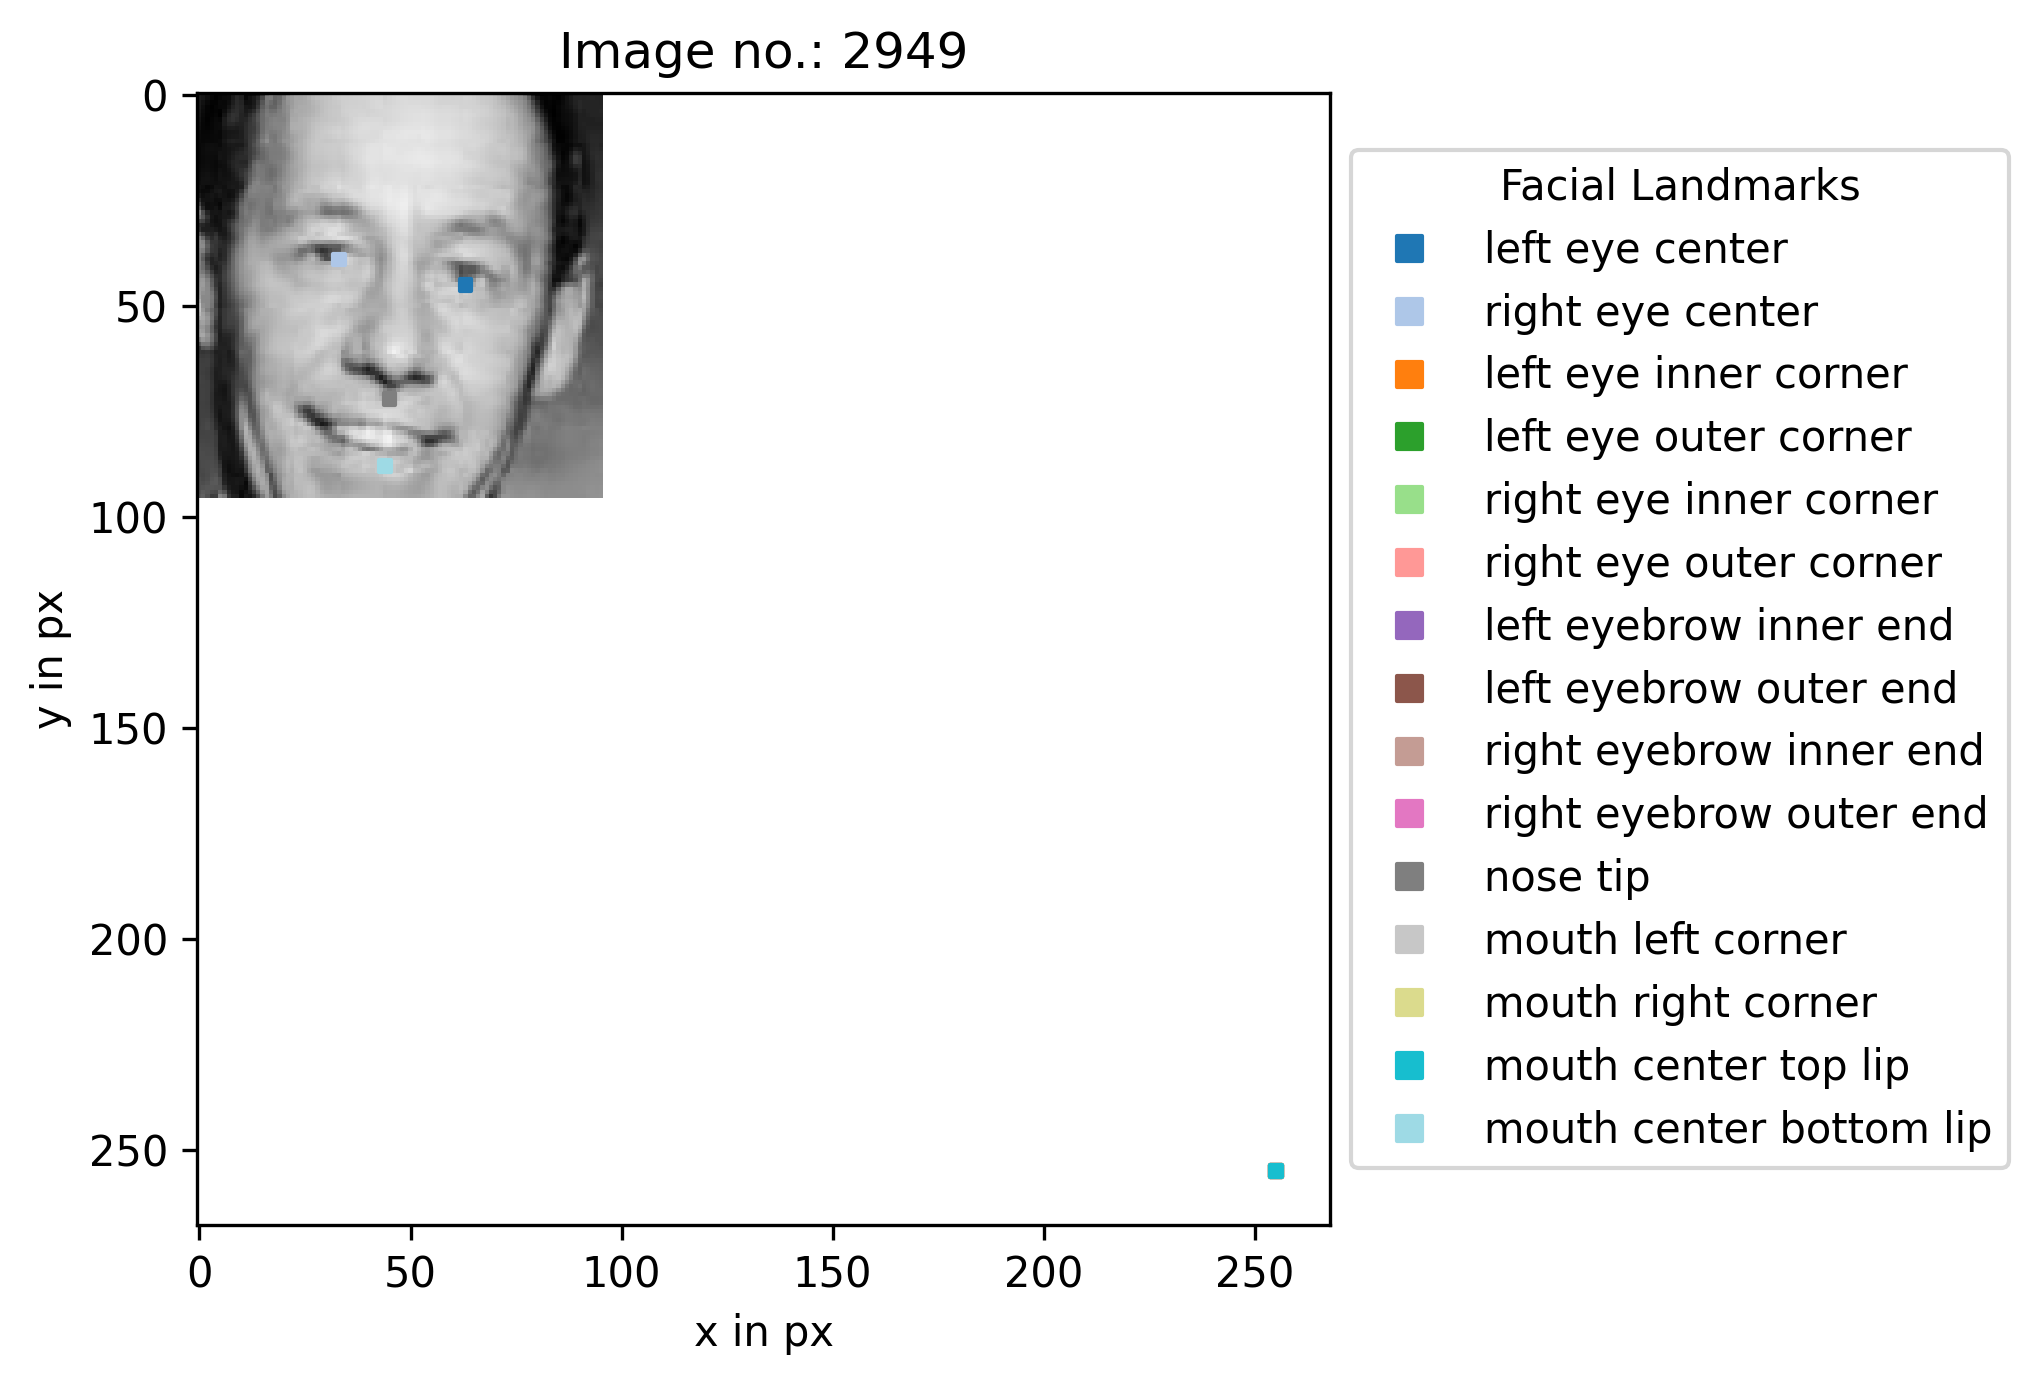 Image no.: 2949
0
50
100
150
200
250
y in px
0 50 100 150 200 250
x in px
Facial Landmarks
left eye center
right eye center
left eye inner corner
left eye outer corner
right eye inner corner
right eye outer corner
left eyebrow inner end
left eyebrow outer end
right eyebrow inner end
right eyebrow outer end
nose tip
mouth left corner
mouth right corner
mouth center top lip
mouth center bottom lip